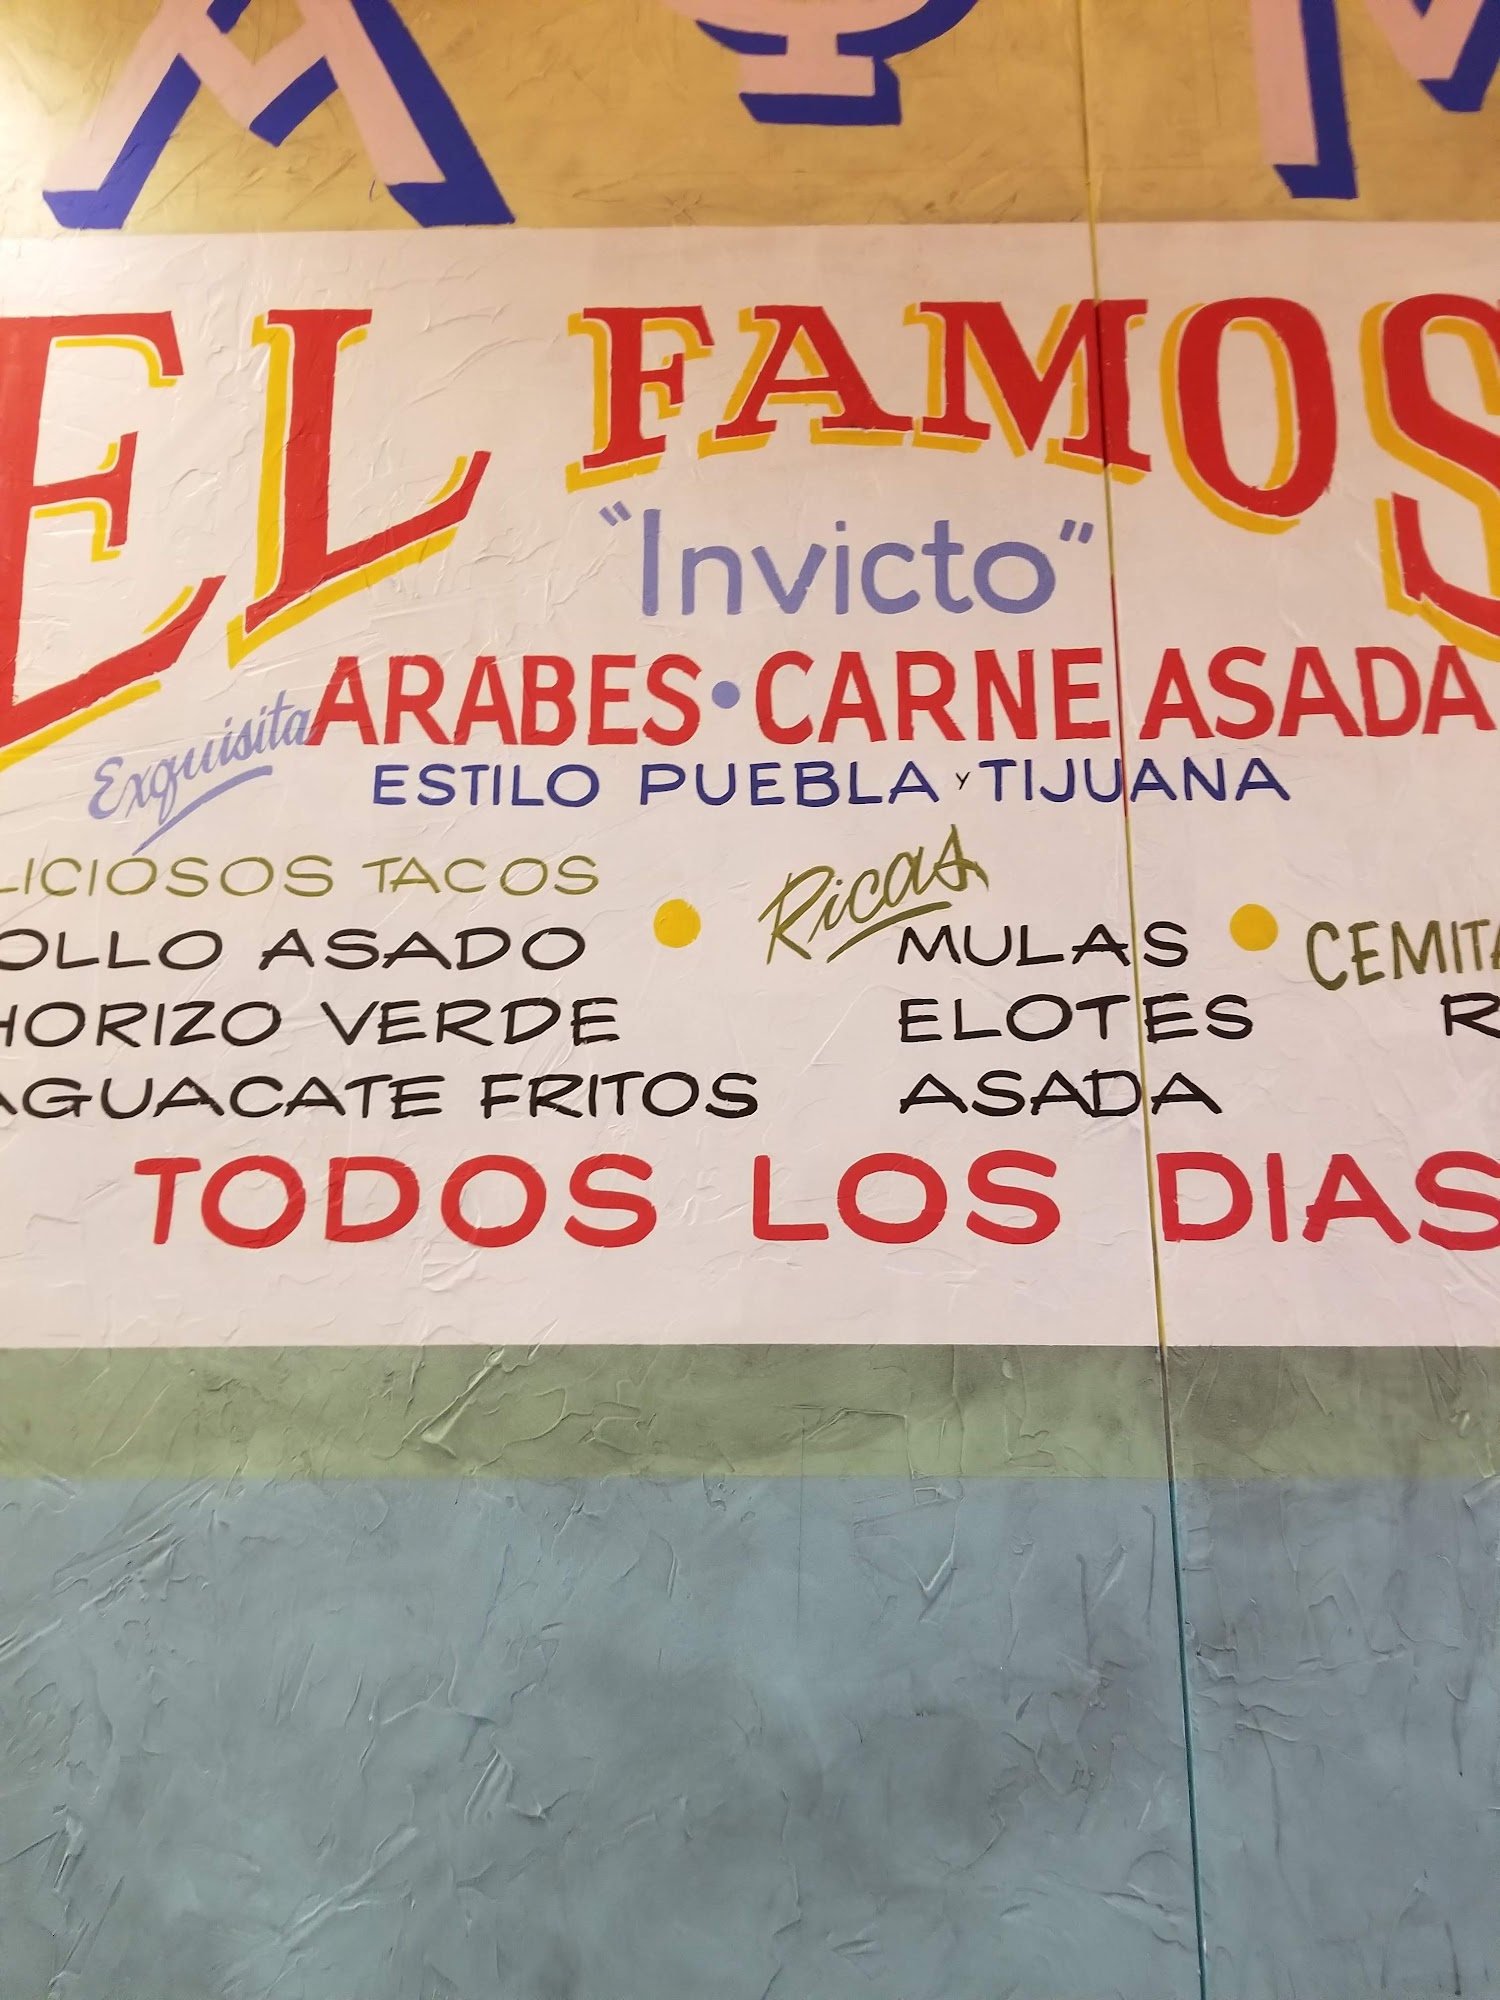 EL FAMOS
"Invicto"
Exquisita ARABES · CARNE ASADA
ESTILO PUEBLA Y TIJUANA
LICIOSOS TACOS
OLLO ASADO
HORIZO VERDE
AGUACATE FRITOS
Ricas
MULAS
ELOTES
ASADA
CEMITA
R
TODOS LOS DIAS